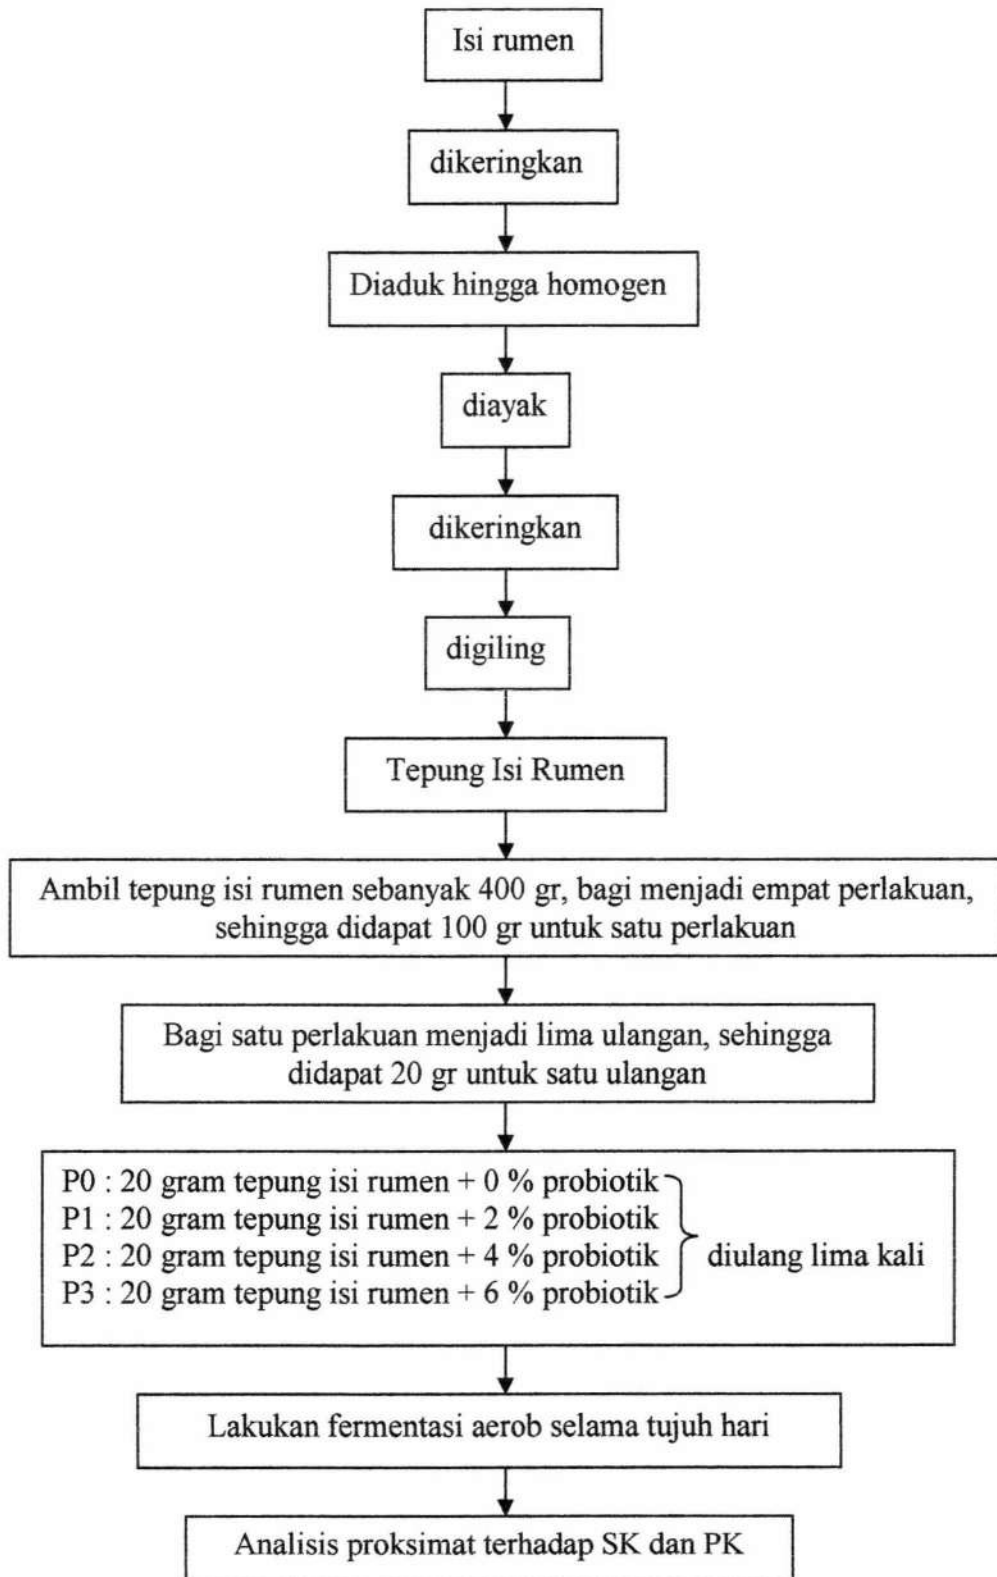 Isi rumen
dikeringkan
Diaduk hingga homogen
diayak
dikeringkan
digiling
Tepung Isi Rumen
Ambil tepung isi rumen sebanyak 400 gr, bagi menjadi empat perlakuan,
sehingga didapat 100 gr untuk satu perlakuan
Bagi satu perlakuan menjadi lima ulangan, sehingga
didapat 20 gr untuk satu ulangan
P0 : 20 gram tepung isi rumen + 0 % probiotik
P1 : 20 gram tepung isi rumen + 2 % probiotik
P2 : 20 gram tepung isi rumen + 4 % probiotik
P3 : 20 gram tepung isi rumen + 6 % probiotik
diulang lima kali
Lakukan fermentasi aerob selama tujuh hari
Analisis proksimat terhadap SK dan PK